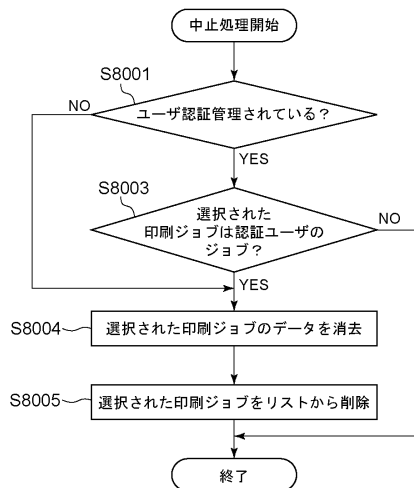 中止処理開始
S8001
NO
ユーザ認証管理されている?
YES
S8003
選択された
印刷ジョブは認証ユーザの
ジョブ?
NO
YES
S8004
選択された印刷ジョブのデータを消去
S8005
選択された印刷ジョブをリストから削除
終了